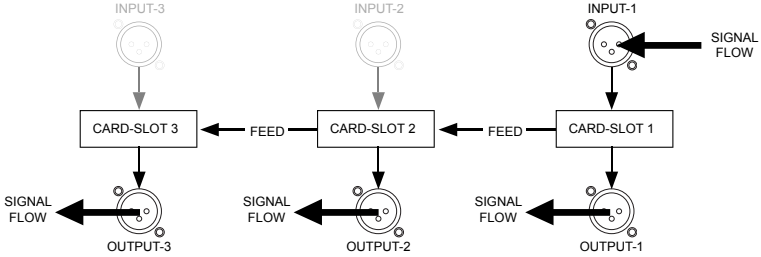 INPUT-3
INPUT-2
INPUT-1
SIGNAL
FLOW
CARD-SLOT 3
FEED
CARD-SLOT 2
FEED
CARD-SLOT 1
SIGNAL
FLOW
SIGNAL
FLOW
SIGNAL
FLOW
OUTPUT-3
OUTPUT-2
OUTPUT-1